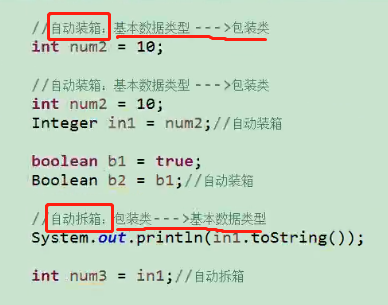 //自动装箱：基本数据类型 --->包装类
int num2 = 10;
//自动装箱：基本数据类型 --->包装类
int num2 = 10;
Integer in1 = num2;//自动装箱
boolean b1 = true;
Boolean b2 = b1;//自动装箱
//自动拆箱：包装类--->基本数据类型
System.out.println(in1.toString());
int num3 = in1;//自动拆箱